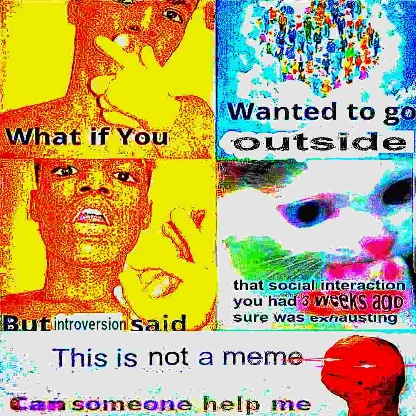 What if You
Wanted to go
outside
But introversion said
that social interaction
you had 3 weeks ago
sure was exhausting
This is not a meme
Can someone help me